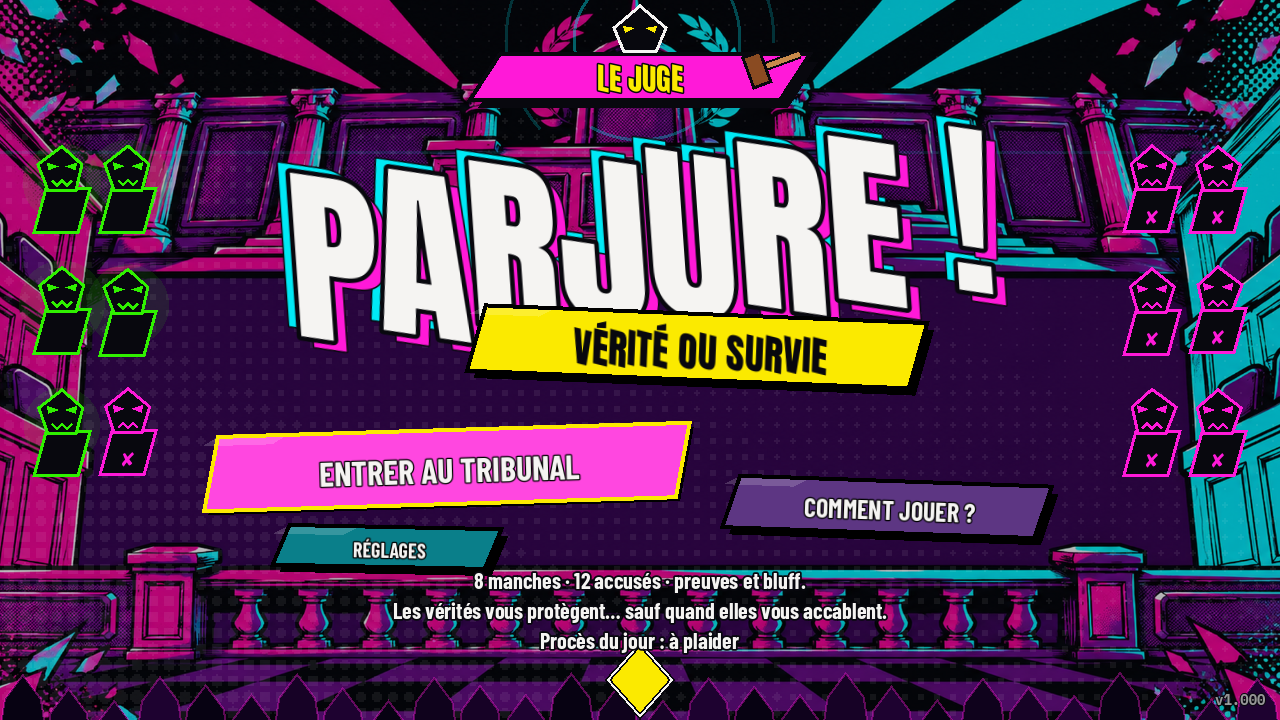 LE JUGE
PARJURE !
VÉRITÉ OU SURVIE
ENTRER AU TRIBUNAL
COMMENT JOUER ?
RÉGLAGES
8 manches · 12 accusés · preuves et bluff.
Les vérités vous protègent... sauf quand elles vous accablent.
Procès du jour : à plaider
v1.000